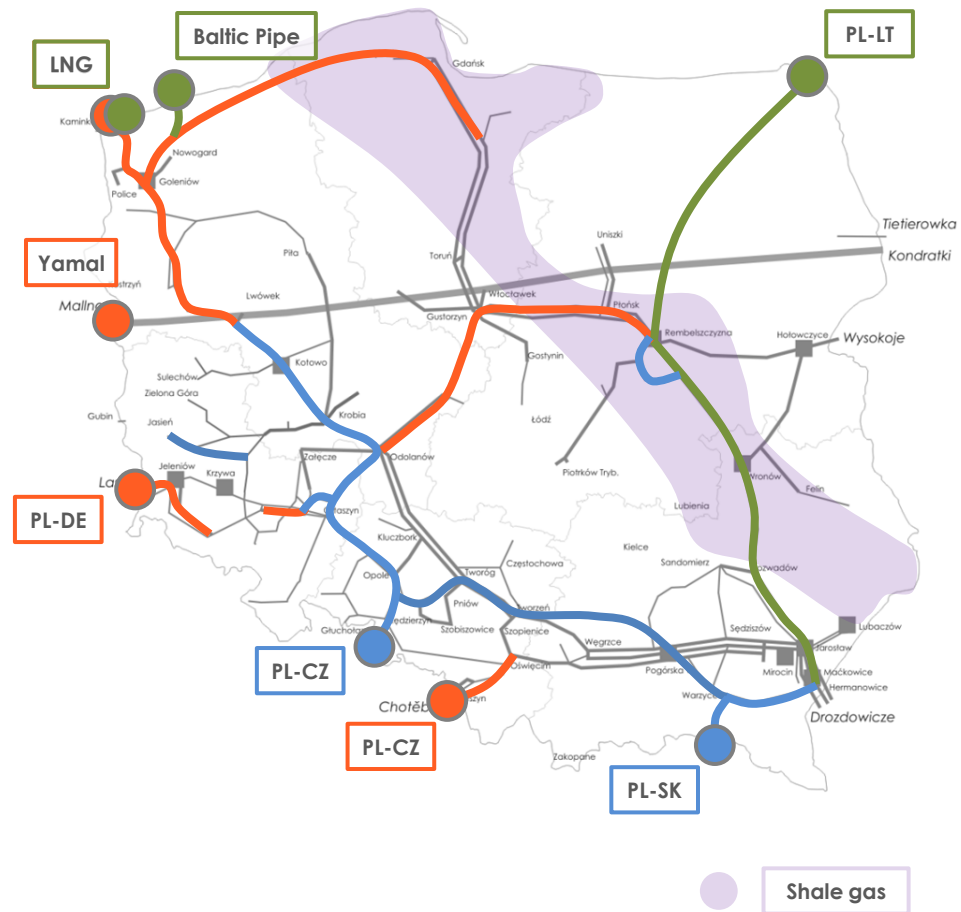 Baltic Pipe
PL-LT
LNG
Gdańsk
Nowogard
Police
Goleniów
Tietierowka
Kondratki
Yamal
Uniszki
Toruń
Piła
Lwówek
Włocławek
Płońsk
Gustorzyn
Rembelszczyzna
Hołowczyce
Wysokoje
Gostynin
Kotowo
Sulechów
Zielona Góra
Łódź
Gubin
Jasień
Krobia
Odolanów
Załęcze
Piotrków Tryb.
Wronów
Felin
Jeleniów
Krzywa
Lubienia
PL-DE
Kluczbork
Kielce
Sandomierz
Częstochowa
Opole
Tworóg
Pniów
Szobiszowice
Szopienice
Węgrzce
Sędziszów
Lubaczów
Jarosław
Oświęcim
Pogórska
Mirocin
Maćkowice
Hermanowice
PL-CZ
Drozdowicze
PL-CZ
Zakopane
PL-SK
Shale gas